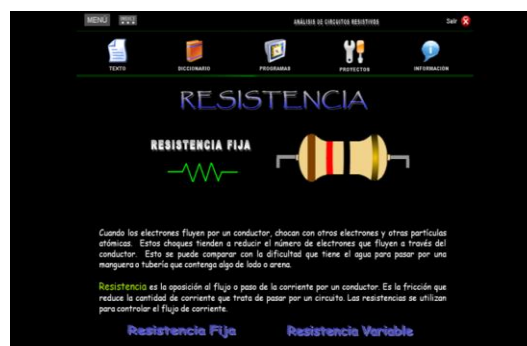 MENÚ ÍNDICE ANÁLISIS DE CIRCUITOS RESISTIVOS Salir
TEXTO DICCIONARIO PROGRAMAS PROYECTOS INFORMACION
RESISTENCIA
RESISTENCIA FIJA
Cuando los electrones fluyen por un conductor, chocan con otros electrones y otras partículas
atómicas. Estos choques tienden a reducir el número de electrones que fluyen a través del
conductor. Esto se puede comparar con la dificultad que tiene el agua para pasar por una
manguera o tubería que contenga algo de lodo o arena.
Resistencia es la oposición al flujo o paso de la corriente por un conductor. Es la fricción que
reduce la cantidad de corriente que trata de pasar por un circuito. Las resistencias se utilizan
para controlar el flujo de corriente.
Resistencia Fija Resistencia Variable